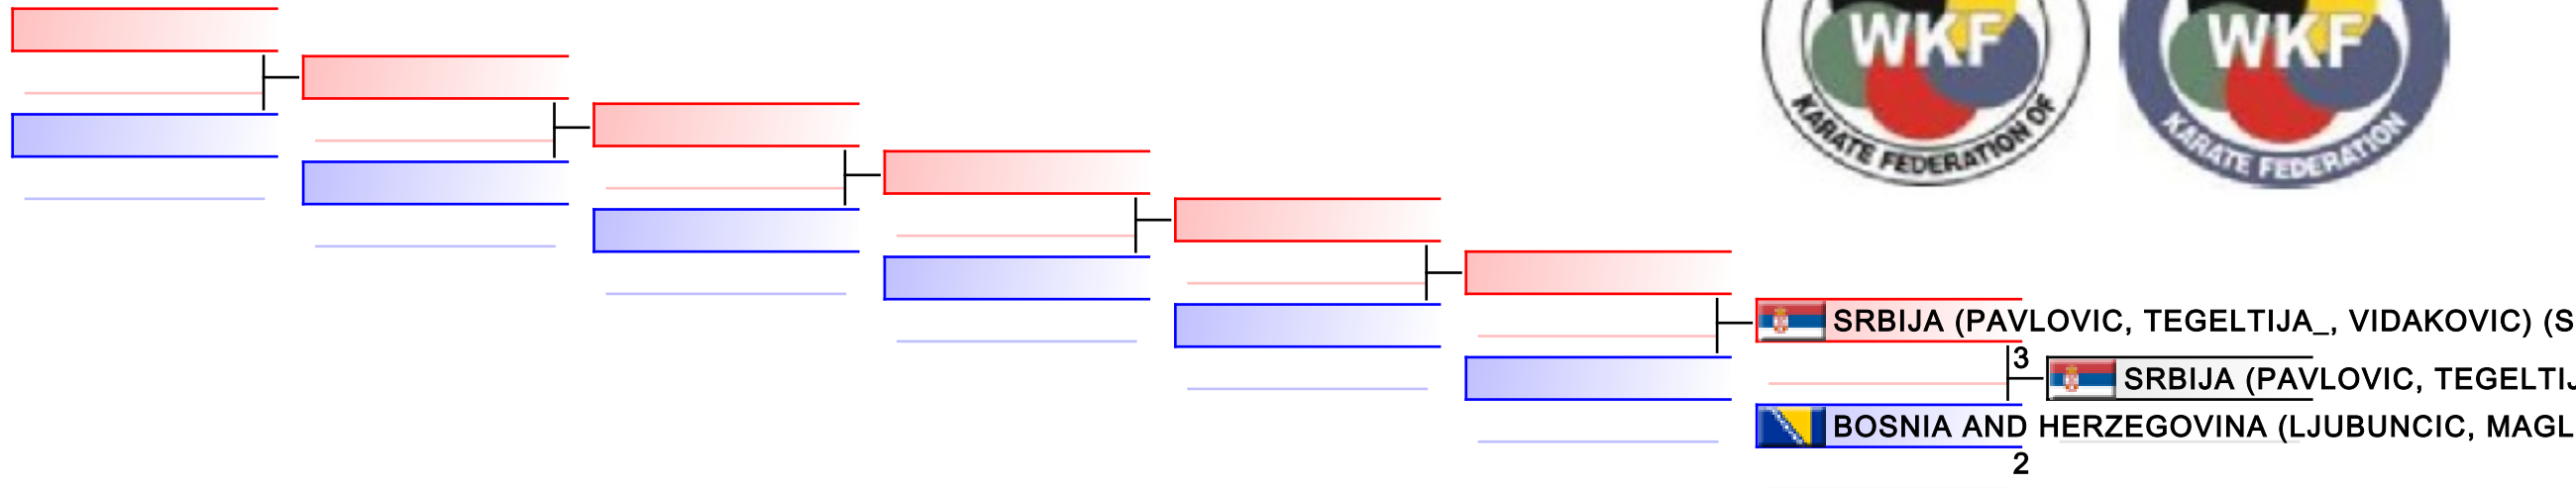 WKF
KARATE FEDERATION OF
WKF
KARATE FEDERATION
SRBIJA (PAVLOVIC, TEGELTIJA_, VIDAKOVIC) (S
3
SRBIJA (PAVLOVIC, TEGELTIJ
BOSNIA AND HERZEGOVINA (LJUBUNCIC, MAGL
2